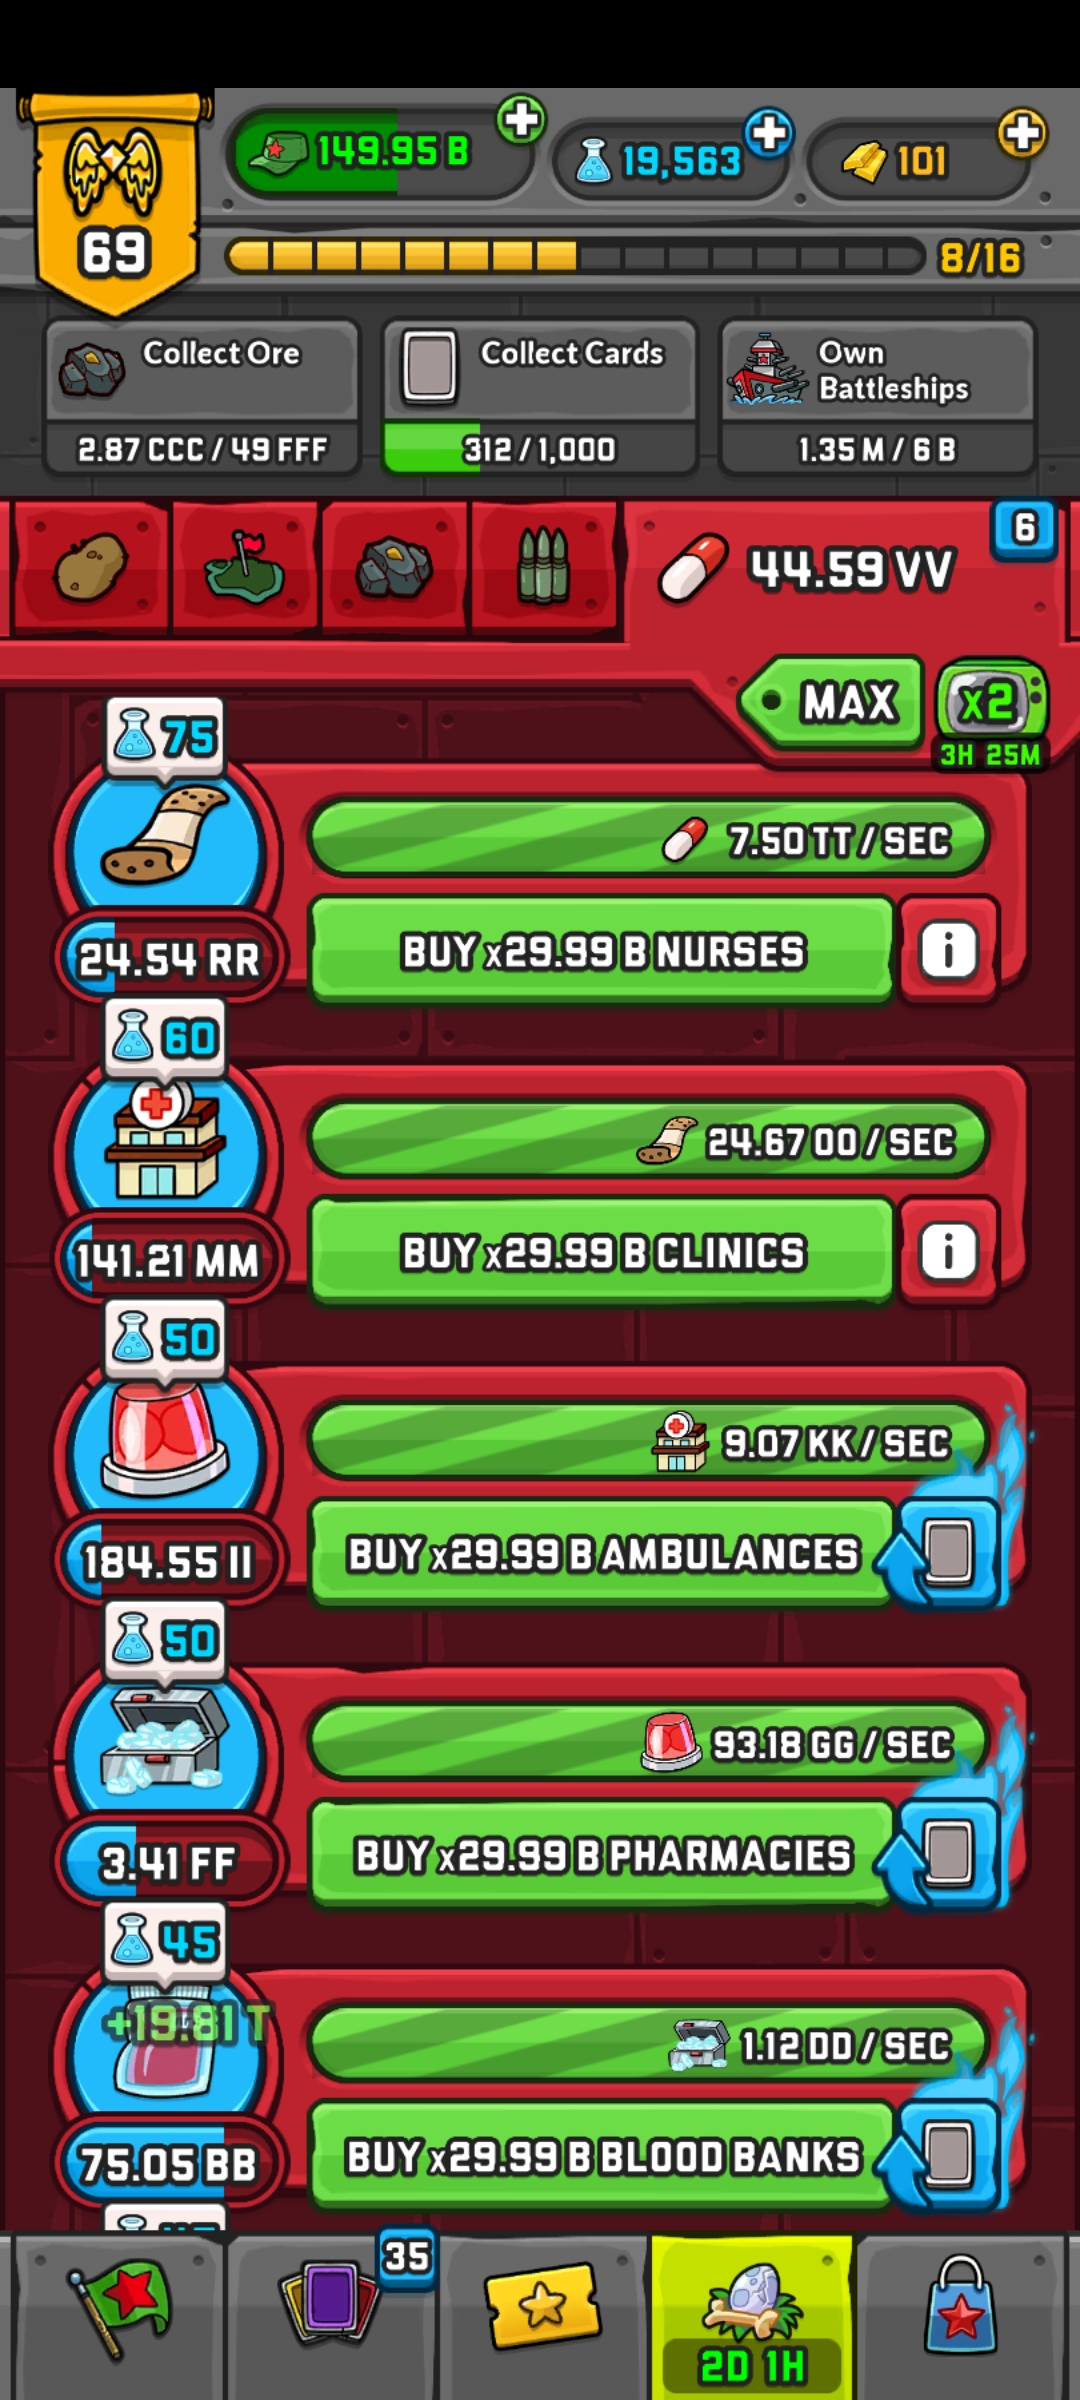 149.95 B
19,563
101
69
8/16
Collect Ore
2.87 CCC / 49 FFF
Collect Cards
312 / 1,000
Own
Battleships
1.35 M / 6 B
44.59 VV
6
MAX
x2
3H 25M
75
7.50 TT / SEC
24.54 RR
BUY x29.99 B NURSES
i
60
24.67 OO / SEC
141.21 MM
BUY x29.99 B CLINICS
i
50
9.07 KK / SEC
184.55 II
BUY x29.99 B AMBULANCES
50
93.18 GG / SEC
3.41 FF
BUY x29.99 B PHARMACIES
45
+19.81 T
1.12 DD / SEC
75.05 BB
BUY x29.99 B BLOOD BANKS
35
2D 1H